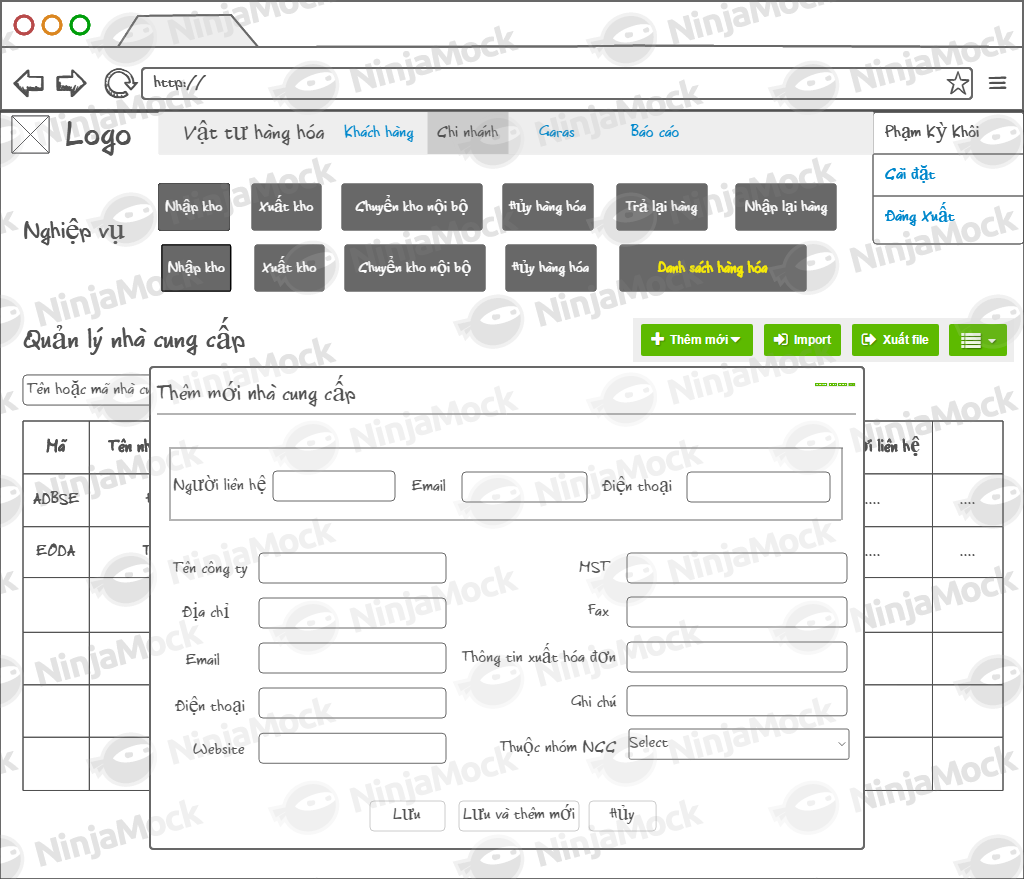 http://
Logo
Vật tư hàng hóa
Khách hàng
Chi nhánh
Garas
Báo cáo
Phạm Kỳ Khôi
Cài đặt
Đăng Xuất
Nghiệp vụ
Nhập kho
Xuất kho
Chuyển kho nội bộ
Hủy hàng hóa
Trả lại hàng
Nhập lại hàng
Nhập kho
Xuất kho
Chuyển kho nội bộ
Hủy hàng hóa
Danh sách hàng hóa
Quản lý nhà cung cấp
Thêm mới
Import
Xuất file
Tên hoặc mã nhà cu
Thêm mới nhà cung cấp
Mã
Tên nh
i liên hệ
ADBSE
....
....
EODA
....
....
Người liên hệ
Email
Điện thoại
Tên công ty
MST
Địa chỉ
Fax
Email
Thông tin xuất hóa đơn
Điện thoại
Ghi chú
Website
Thuộc nhóm NCC
Select
Lưu
Lưu và thêm mới
Hủy
NinjaMock